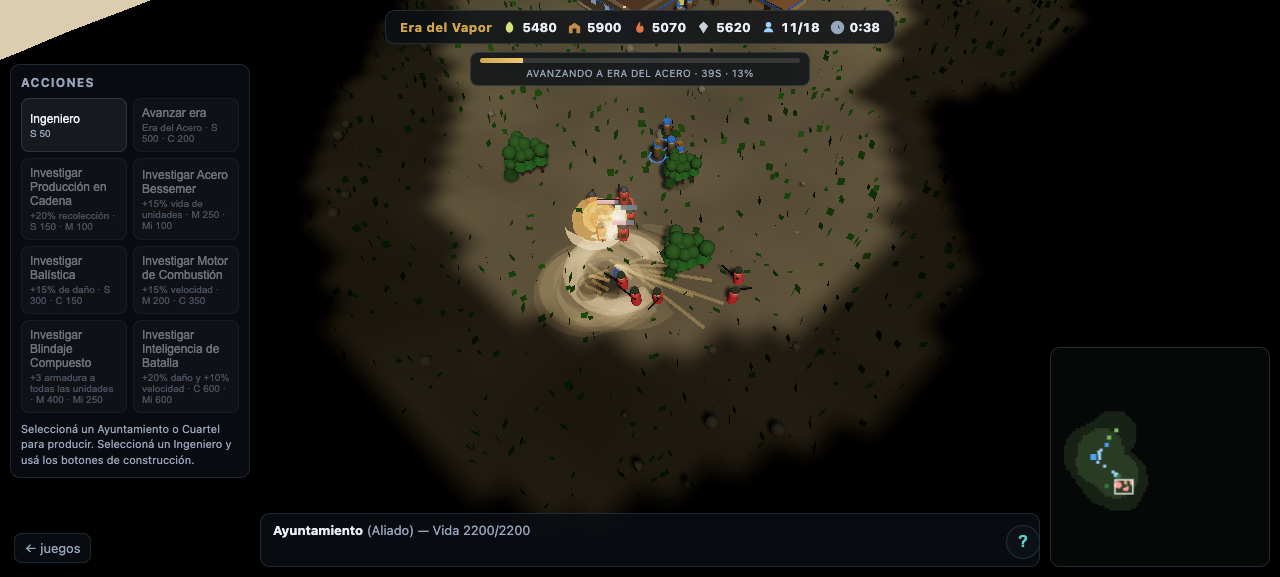 Era del Vapor 5480 5900 5070 5620 11/18 0:38
AVANZANDO A ERA DEL ACERO · 39S · 13%
ACCIONES
Ingeniero
S 50
Avanzar era
Era del Acero · S
500 · C 200
Investigar
Producción en
Cadena
+20% recolección ·
S 150 · M 100
Investigar Acero
Bessemer
+15% vida de
unidades · M 250 ·
Mi 100
Investigar
Balística
+15% de daño · S
300 · C 150
Investigar Motor
de Combustión
+15% velocidad ·
M 200 · C 350
Investigar
Blindaje
Compuesto
+3 armadura a
todas las unidades
· M 400 · Mi 250
Investigar
Inteligencia de
Batalla
+20% daño y +10%
velocidad · C 600 ·
Mi 600
Seleccioná un Ayuntamiento o Cuartel
para producir. Seleccioná un Ingeniero y
usá los botones de construcción.
← juegos
Ayuntamiento (Aliado) — Vida 2200/2200
?